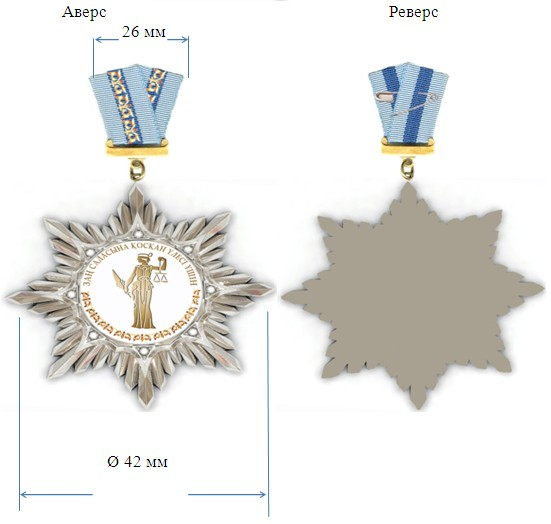 Аверс
Реверс
26 мм
ЗАҢ САЛАСЫНА ҚОСҚАН ҮЛЕСІ ҮШІН
Ø 42 мм